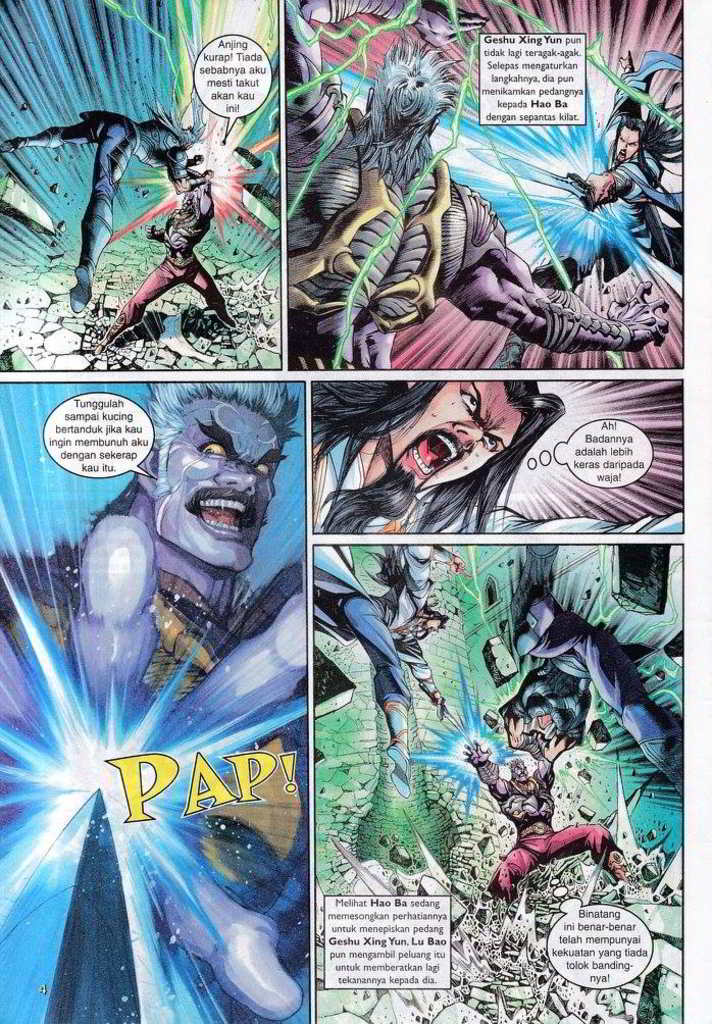 Anjing
kurap! Tiada
sebabnya aku
mesti takut
akan kau
ini!
Geshu Xing Yun pun
tidak lagi teragak-agak.
Selepas mengaturkan
langkahnya, dia pun
menikamkan pedangnya
kepada Hao Ba
dengan sepantas kilat.
Tunggulah
sampai kucing
bertanduk jika kau
ingin membunuh aku
dengan sekerap
kau itu.
Ah!
Badannya
adalah lebih
keras daripada
waja!
PAP!
Melihat Hao Ba sedang
memesongkan perhatiannya
untuk menepiskan pedang
Geshu Xing Yun, Lu Bao
pun mengambil peluang itu
untuk memberatkan lagi
tekanannya kepada dia.
Binatang
ini benar-benar
telah mempunyai
kekuatan yang tiada
tolok banding-
nya!
4